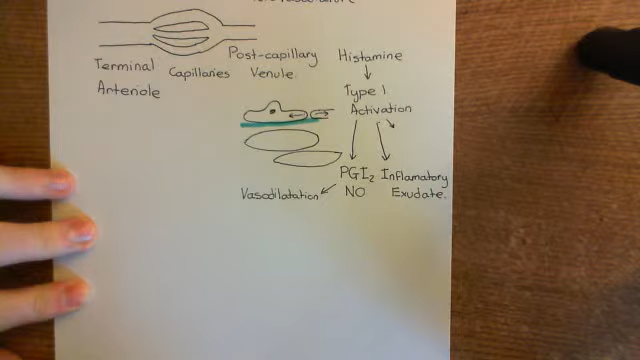 Terminal
Arteriole
Capillaries
Post-capillary
Venule.
Histamine
Type 1
Activation
PGI2
NO
Vasodilatation
Inflamatory
Exudate.